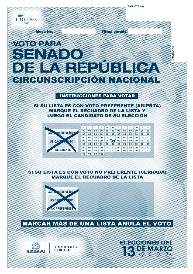 VOTO PARA
SENADO
DE LA REPÚBLICA
CIRCUNSCRIPCIÓN NACIONAL
INSTRUCCIONES PARA VOTAR
SI SU LISTA ES CON VOTO PREFERENTE (ABIERTA)
MARQUE EL RECUADRO DE LA LISTA Y
LUEGO EL CANDIDATO DE SU ELECCIÓN
SI SU LISTA ES CON VOTO NO PREFERENTE (CERRADA)
MARQUE EL RECUADRO DE LA LISTA
MARCAR MÁS DE UNA LISTA ANULA EL VOTO
ELECCIONES DEL
13 DE MARZO